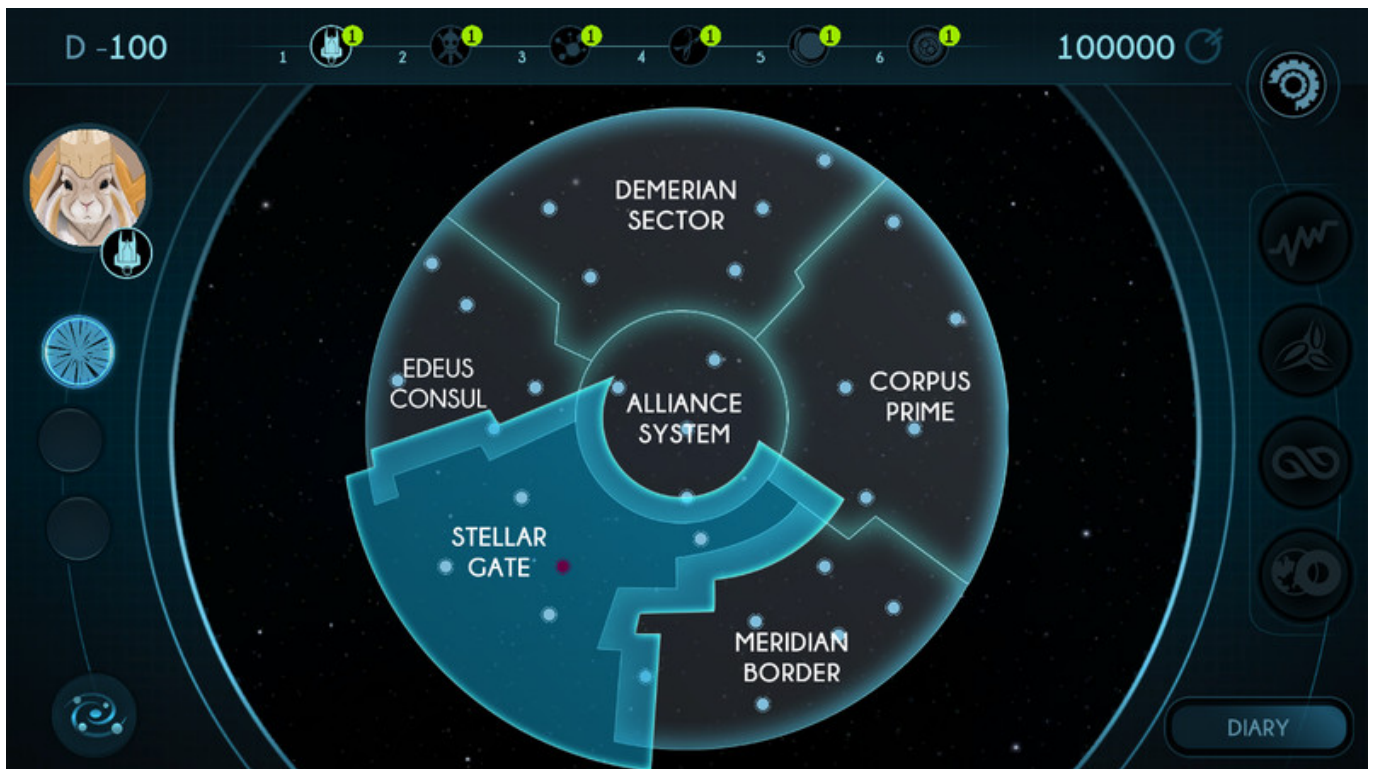 D -100
1 1 2 1 3 1 4 1 5 1 6 1
100000
DEMERIAN
SECTOR
EDEUS
CONSUL
ALLIANCE
SYSTEM
CORPUS
PRIME
STELLAR
GATE
MERIDIAN
BORDER
DIARY